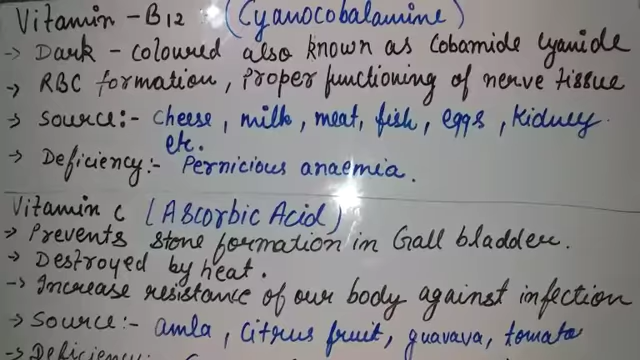 Vitamin - B12 (Cyanocobalamine)
→ Dark - coloured also known as Cobamide Cyanide
→ RBC formation, Proper functioning of nerve tissue
→ Source:- Cheese, milk, meat, fish, eggs, Kidney.
etc.
→ Deficiency:- Pernicious anaemia.
Vitamin C (Ascorbic Acid)
→ Prevents stone formation in Gall bladder.
→ Destroyed by heat.
→ Increase resistance of our body against infection
→ Source:- amla, Citrus fruit, guavava, tomato
→ Deficiency: